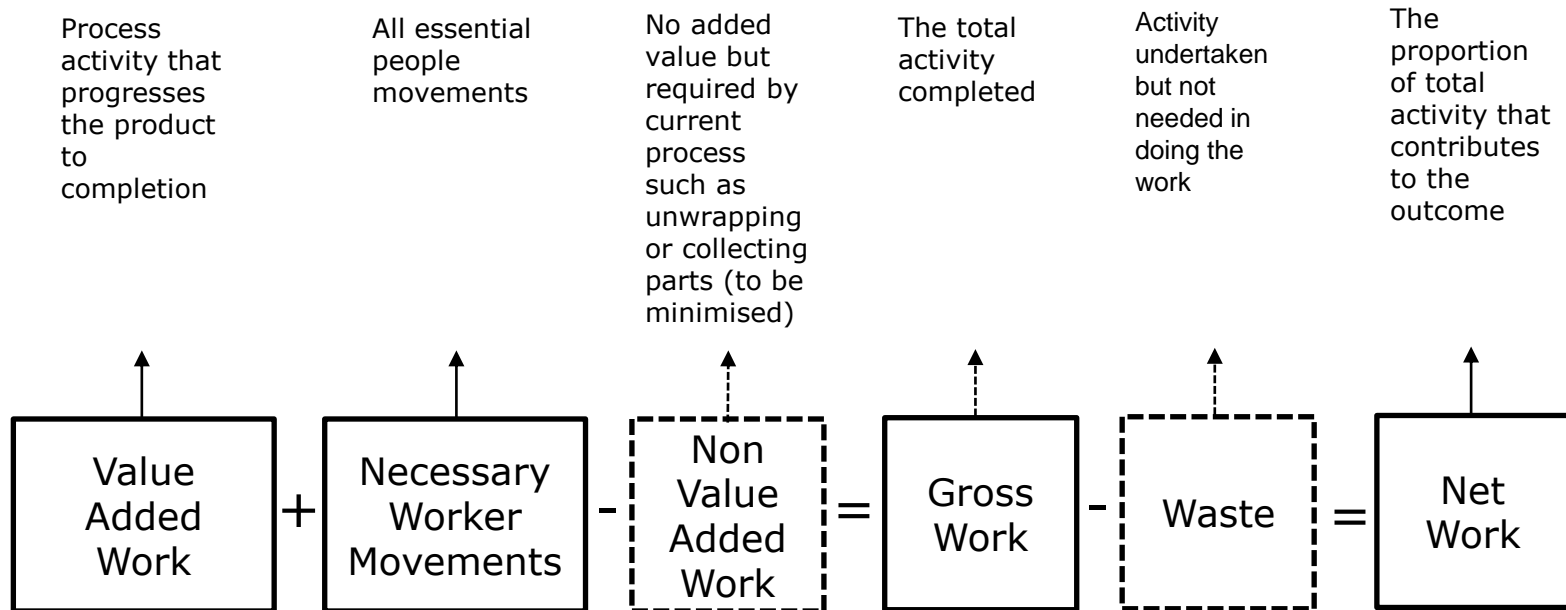 Process
activity that
progresses
the product
to
completion
All essential
people
movements
No added
value but
required by
current
process
such as
unwrapping
or collecting
parts (to be
minimised)
The total
activity
completed
Activity
undertaken
but not
needed in
doing the
work
The
proportion
of total
activity that
contributes
to the
outcome
Value
Added
Work
+
Necessary
Worker
Movements
-
Non
Value
Added
Work
=
Gross
Work
-
Waste
=
Net
Work